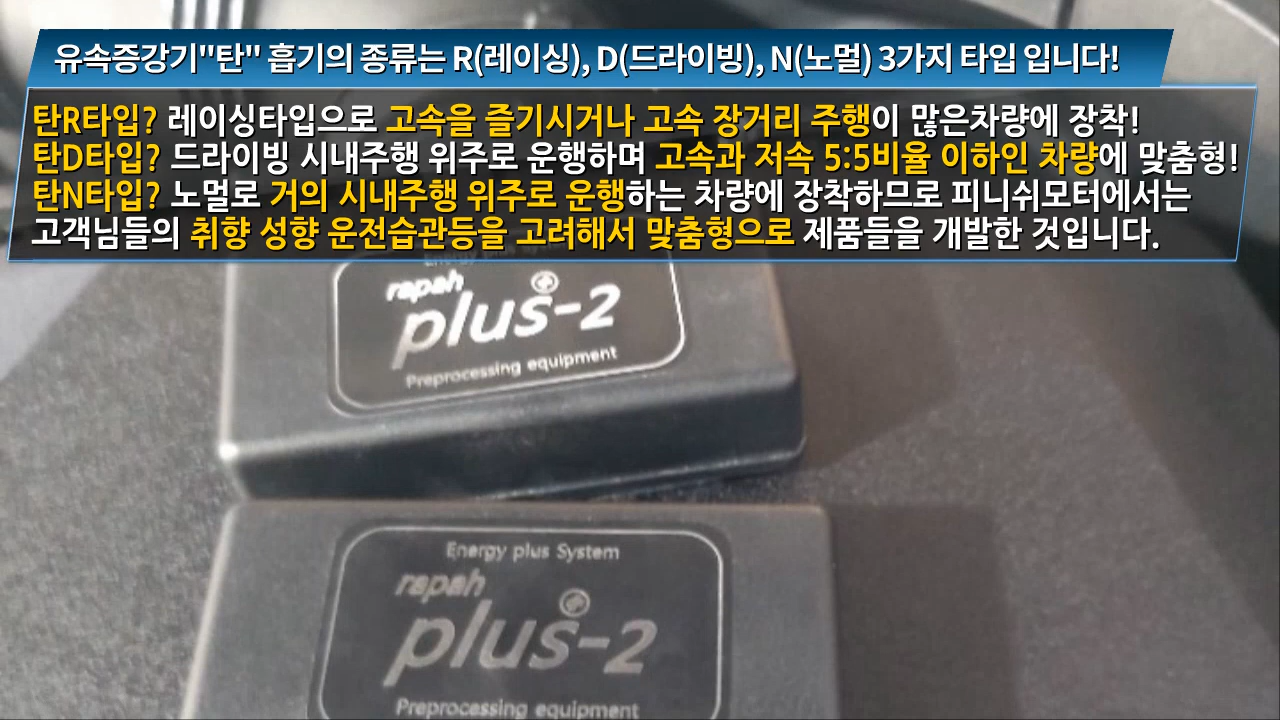 유속증강기"탄" 흡기의 종류는 R(레이싱), D(드라이빙), N(노멀) 3가지 타입 입니다!
탄R타입? 레이싱타입으로 고속을 즐기시거나 고속 장거리 주행이 많은차량에 장착!
탄D타입? 드라이빙 시내주행 위주로 운행하며 고속과 저속 5:5비율 이하인 차량에 맞춤형!
탄N타입? 노멀로 거의 시내주행 위주로 운행하는 차량에 장착하므로 피니쉬모터에서는
고객님들의 취향 성향 운전습관등을 고려해서 맞춤형으로 제품들을 개발한 것입니다.
Energy plus
rapah
plus-2
Preprocessing equipment
Energy plus System
rapah
plus-2
Preprocessing equipment